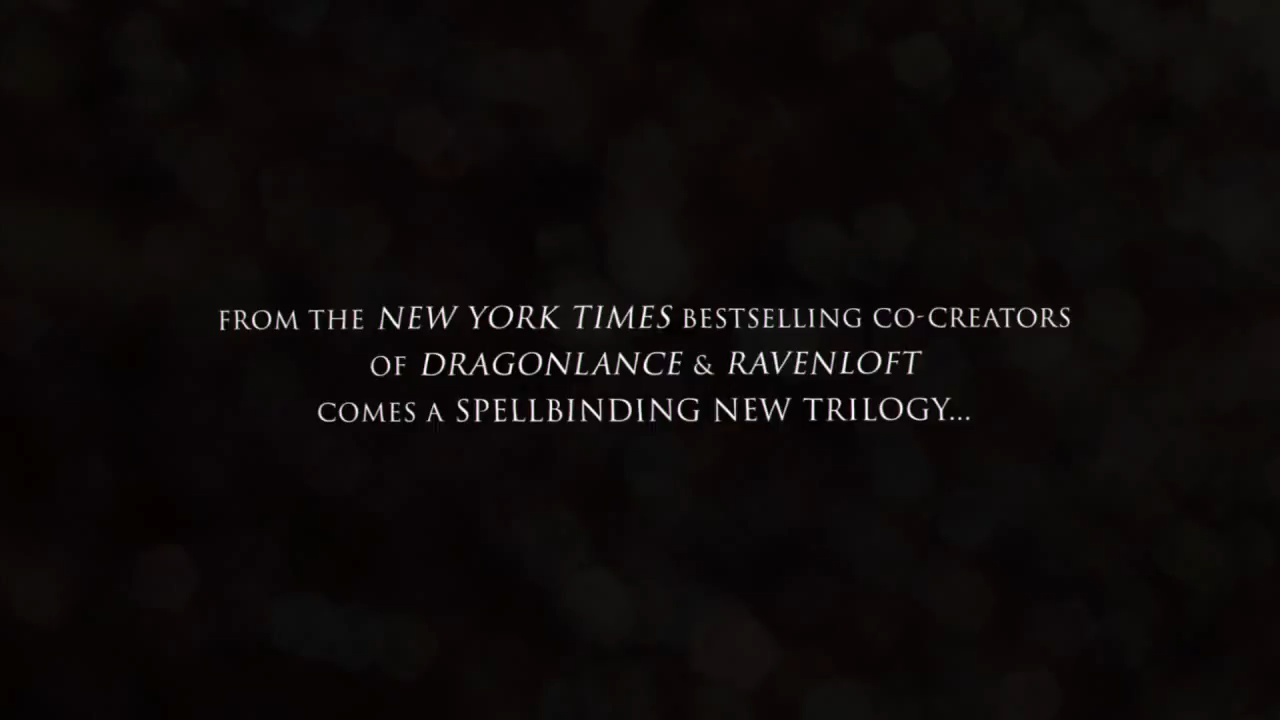 FROM THE NEW YORK TIMES BESTSELLING CO-CREATORS
OF DRAGONLANCE & RAVENLOFT
COMES A SPELLBINDING NEW TRILOGY...